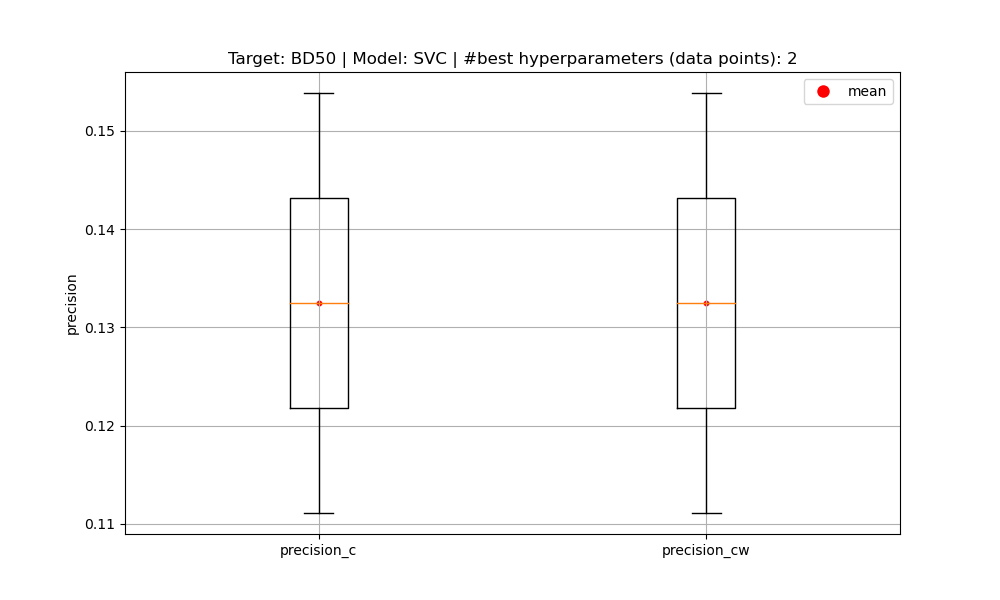 Target: BD50 | Model: SVC | #best hyperparameters (data points): 2
mean
0.15
0.14
0.13
0.12
0.11
precision
precision_c
precision_cw